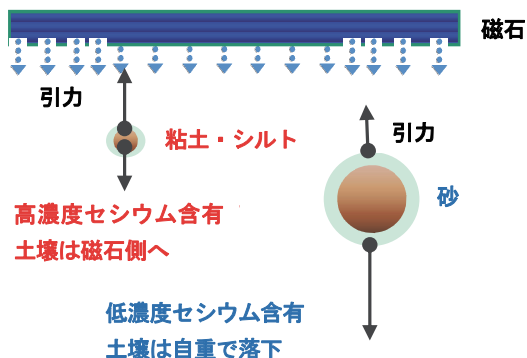 磁石
引力
引力
粘土・シルト
砂
高濃度セシウム含有
土壌は磁石側へ
低濃度セシウム含有
土壌は自重で落下